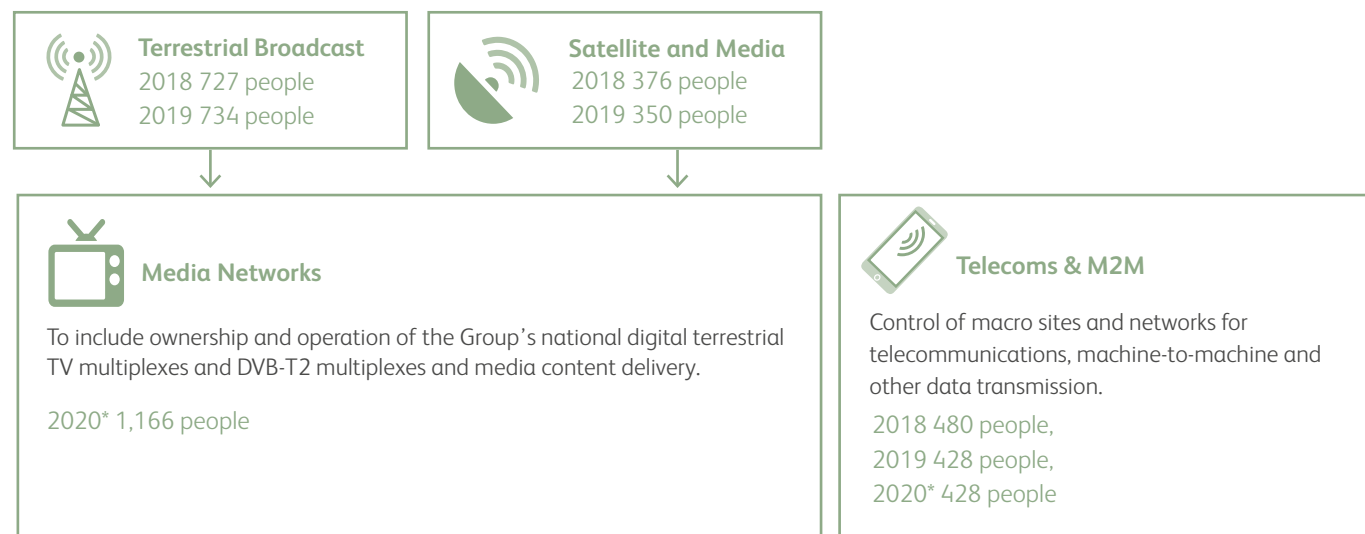 Terrestrial Broadcast
2018 727 people
2019 734 people
Satellite and Media
2018 376 people
2019 350 people
Media Networks
To include ownership and operation of the Group’s national digital terrestrial
TV multiplexes and DVB-T2 multiplexes and media content delivery.
2020* 1,166 people
Telecoms & M2M
Control of macro sites and networks for
telecommunications, machine-to-machine and
other data transmission.
2018 480 people,
2019 428 people,
2020* 428 people